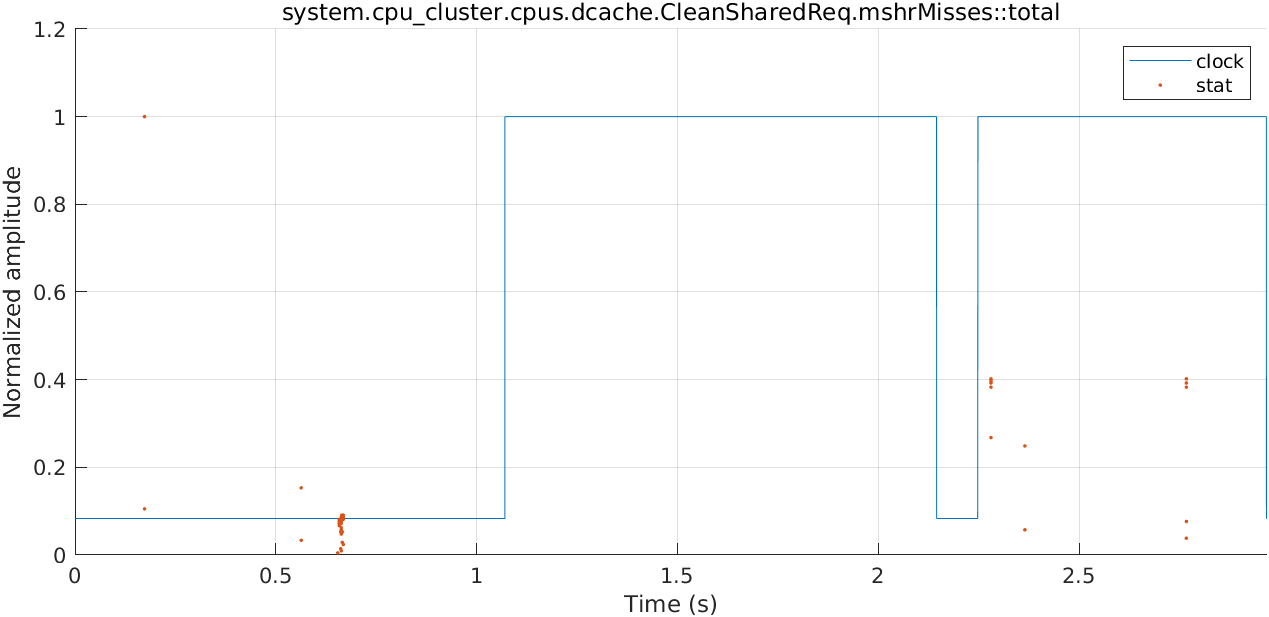 system.cpu_cluster.cpus.dcache.CleanSharedReq.mshrMisses::total
1.2
1
0.8
0.6
0.4
0.2
0
Normalized amplitude
clock
stat
0 0.5 1 1.5 2 2.5
Time (s)